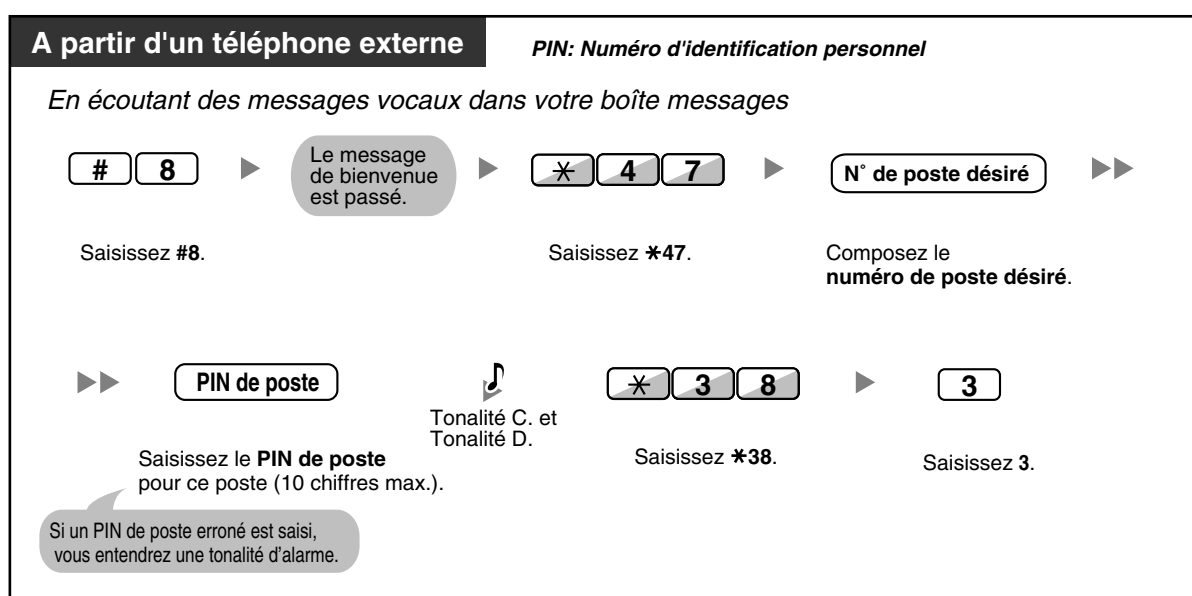 A partir d'un téléphone externe
PIN: Numéro d'identification personnel
En écoutant des messages vocaux dans votre boîte messages
# 8
Le message
de bienvenue
est passé.
* 4 7
N° de poste désiré
Saisissez #8.
Saisissez *47.
Composez le
numéro de poste désiré.
PIN de poste
Tonalité C. et
Tonalité D.
* 3 8
3
Saisissez le PIN de poste
pour ce poste (10 chiffres max.).
Saisissez *38.
Saisissez 3.
Si un PIN de poste erroné est saisi,
vous entendrez une tonalité d'alarme.